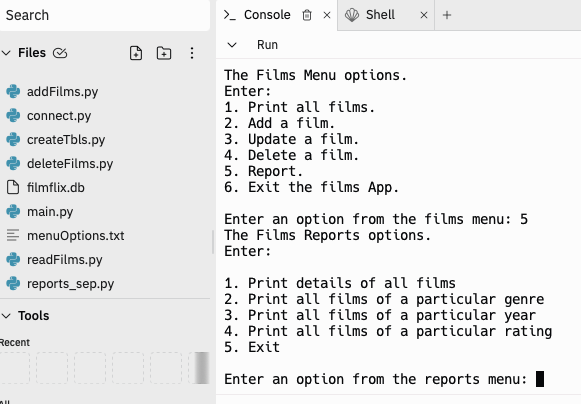 Search
Files
addFilms.py
connect.py
createTbls.py
deleteFilms.py
filmflix.db
main.py
menuOptions.txt
readFilms.py
reports_sep.py
Tools
Recent
Console
Shell
Run
The Films Menu options.
Enter:
1. Print all films.
2. Add a film.
3. Update a film.
4. Delete a film.
5. Report.
6. Exit the films App.
Enter an option from the films menu: 5
The Films Reports options.
Enter:
1. Print details of all films
2. Print all films of a particular genre
3. Print all films of a particular year
4. Print all films of a particular rating
5. Exit
Enter an option from the reports menu: